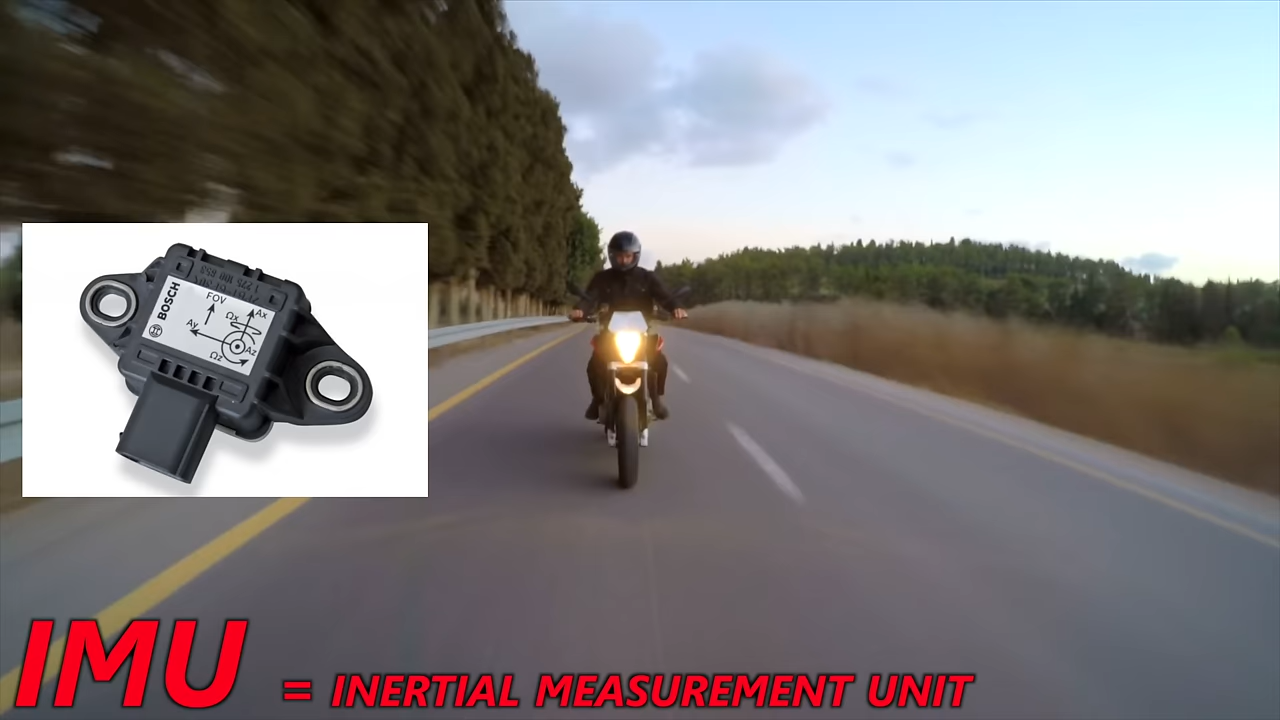 BOSCH
FOV
Ωx
Ax
Ay
Az
Ωz
IMU = INERTIAL MEASUREMENT UNIT